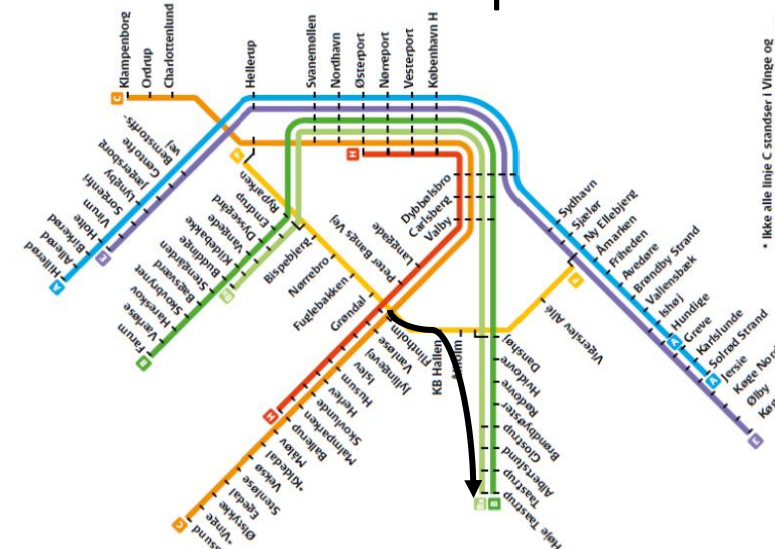 Klampenborg
Ordrup
Charlottenlund
Hellerup
Svanemøllen
Nordhavn
Østerport
Nørreport
Vesterport
København H
C
Bernstorffs-
vej
Gentofte
Jægersborg
Lyngby
Sorgenfri
Virum
Holte
Birkerød
Allerød
Hillerød
A
E
F
H
Ryparken
Emdrup
Dyssegård
Vangede
Kildebakke
Buddinge
Stengården
Bagsværd
Skovbrynet
Hareskov
Værløse
Farum
B
Bispebjerg
Nørrebro
Fuglebakken
Grøndal
Peter Bangs Vej
Langgade
Valby
Carlsberg
Dybbølsbro
Flintholm
Vanløse
Jyllingevej
Islev
Husum
Herlev
Skovlunde
Malmparken
Ballerup
Måløv
*Kildedal
Veksø
Stenløse
Egedal
Ølstykke
*Vinge
H
C
KB Hallen
Vigerslev Allé
F
Danshøj
Hvidovre
Rødovre
Brøndbyøster
Glostrup
Albertslund
Taastrup
Høje Taastrup
B
Sydhavn
Sjælør
Ny Ellebjerg
Åmarken
Friheden
Avedøre
Brøndby Strand
Vallensbæk
Ishøj
Hundige
Greve
Karlslunde
Solrød Strand
Jersie
Køge Nord
Ølby
A
E
* Ikke alle linje C standser i Vinge og